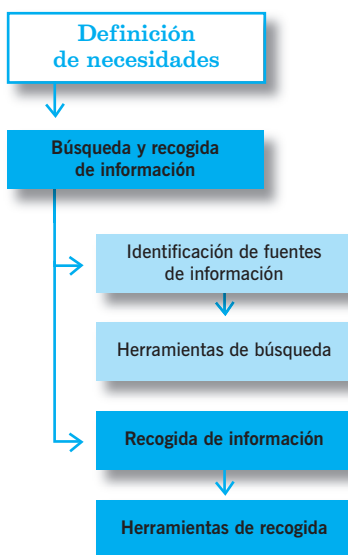 Definición
de necesidades
Búsqueda y recogida
de información
Identificación de fuentes
de información
Herramientas de búsqueda
Recogida de información
Herramientas de recogida